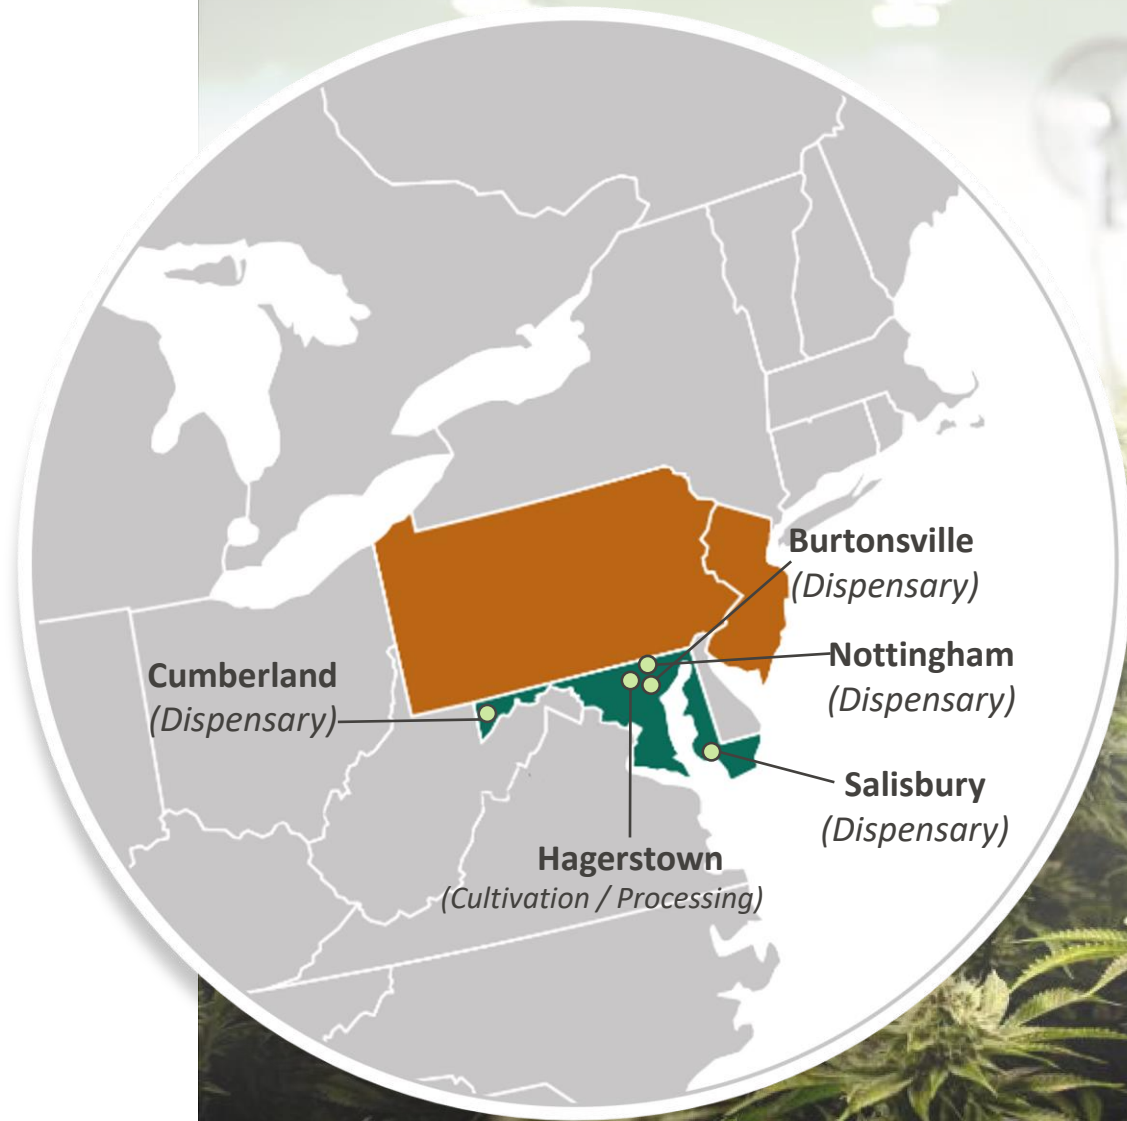 Burtonsville
(Dispensary)
Nottingham
(Dispensary)
Cumberland
(Dispensary)
Salisbury
(Dispensary)
Hagerstown
(Cultivation / Processing)